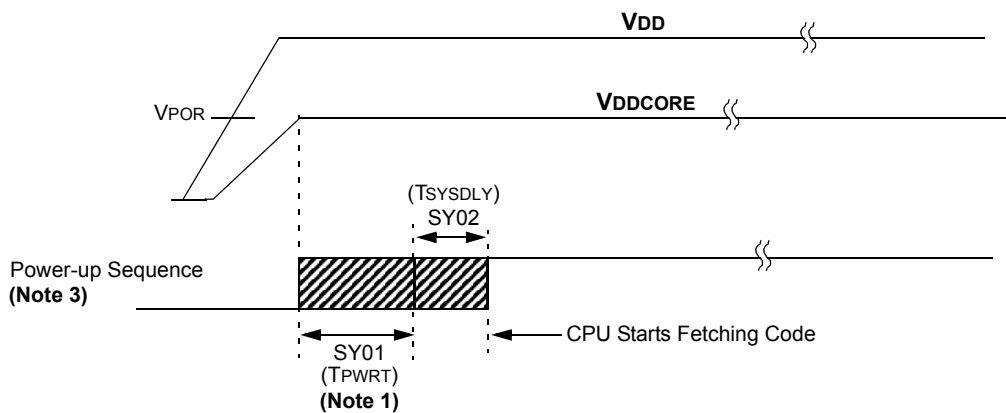 VDD
VPOR
VDDCORE
(TSYSDLY)
SY02
Power-up Sequence
(Note 3)
CPU Starts Fetching Code
SY01
(TPWRT)
(Note 1)